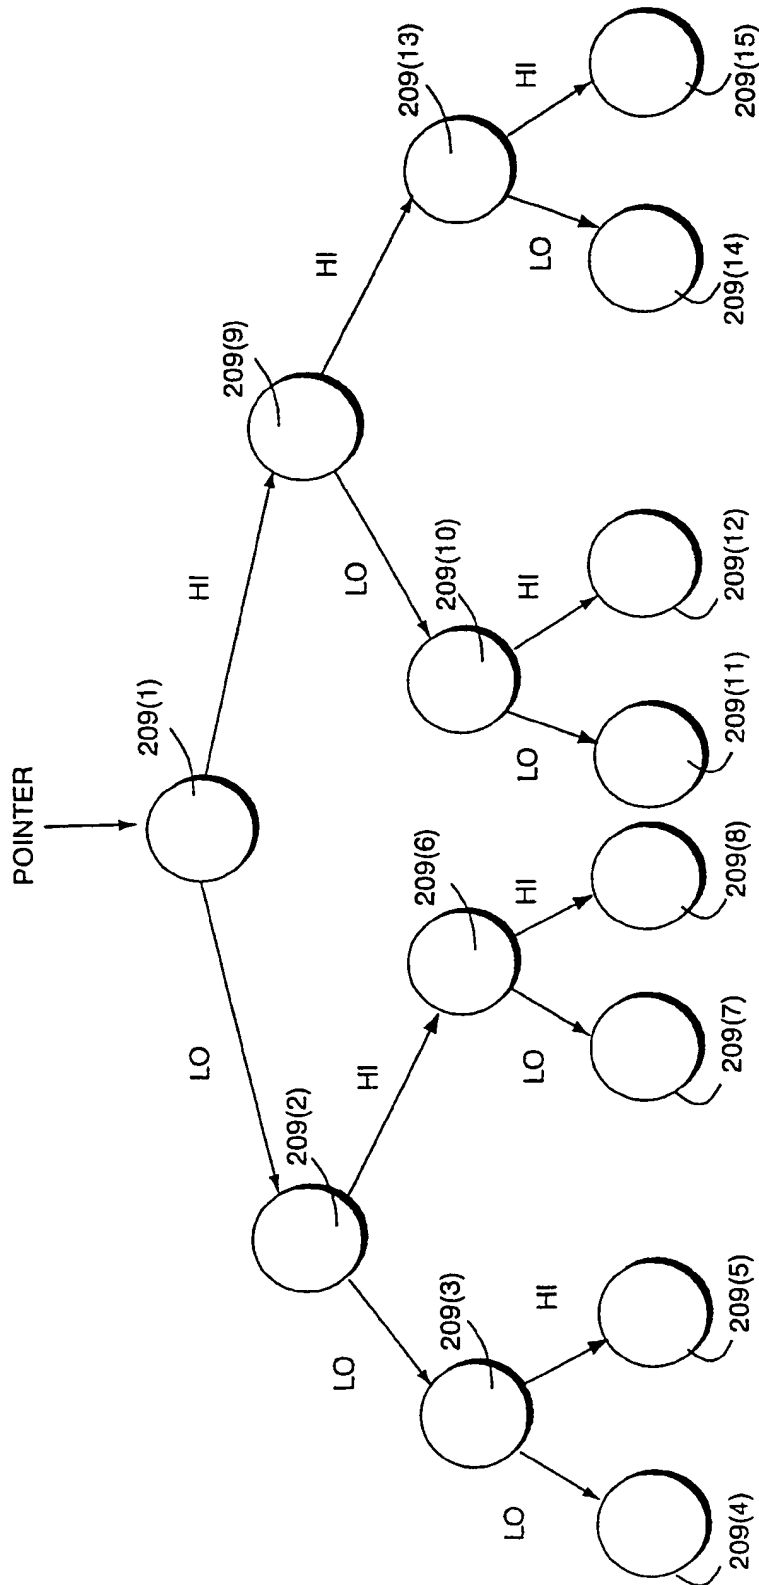 POINTER
209(1)
LO
HI
209(2)
209(9)
LO
HI
LO
HI
209(3)
209(6)
209(10)
209(13)
LO
HI
LO
HI
LO
HI
LO
HI
209(4)
209(5)
209(7)
209(8)
209(11)
209(12)
209(14)
209(15)